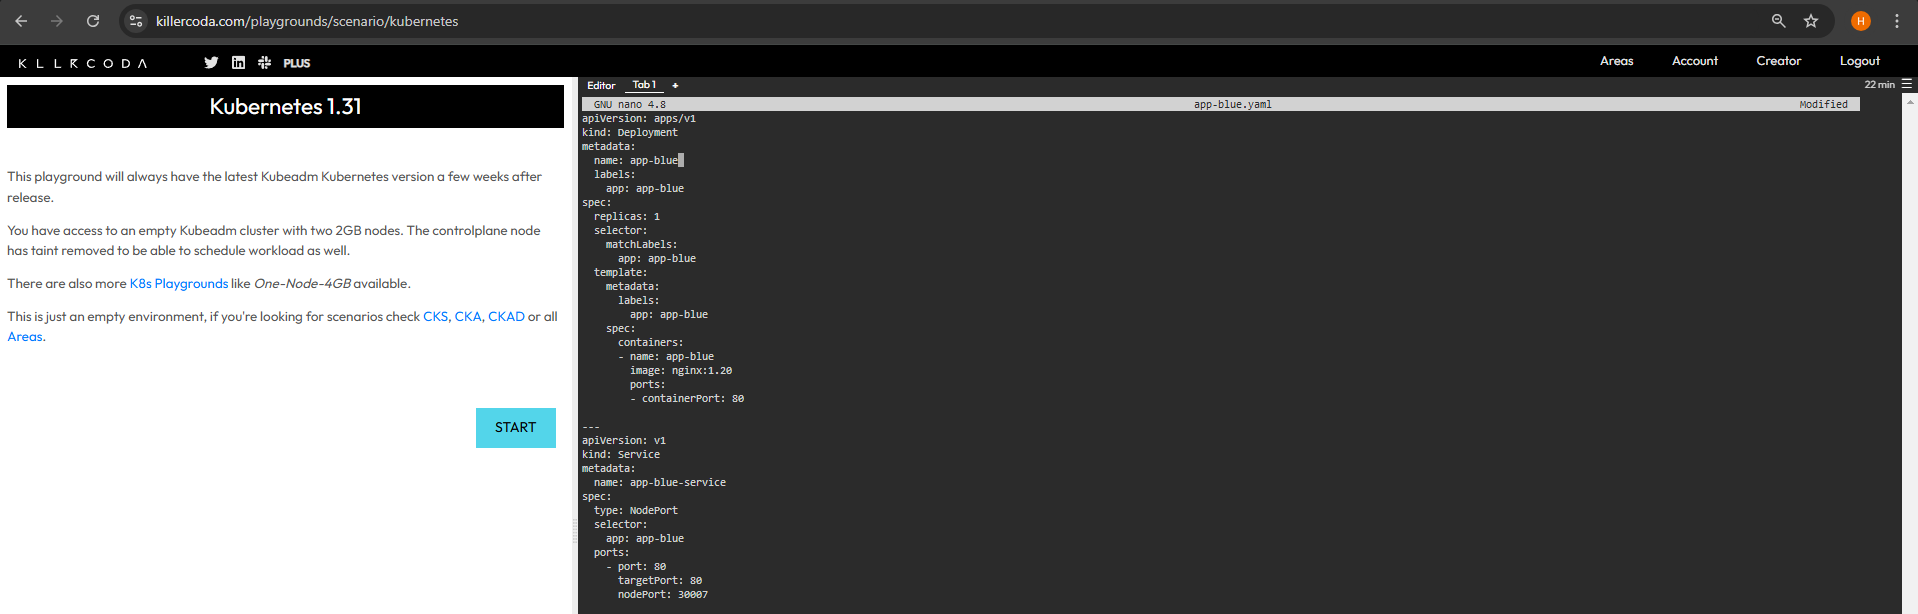 killercoda.com/playgrounds/scenario/kubernetes
H
KLLRCODA
PLUS
Areas
Account
Creator
Logout
Kubernetes 1.31
This playground will always have the latest Kubeadm Kubernetes version a few weeks after
release.
You have access to an empty Kubeadm cluster with two 2GB nodes. The controlplane node
has taint removed to be able to schedule workload as well.
There are also more K8s Playgrounds like One-Node-4GB available.
This is just an empty environment, if you're looking for scenarios check CKS, CKA, CKAD or all
Areas.
START
Editor
Tab 1
+
22 min
GNU nano 4.8
app-blue.yaml
Modified
apiVersion: apps/v1
kind: Deployment
metadata:
  name: app-blue
  labels:
    app: app-blue
spec:
  replicas: 1
  selector:
    matchLabels:
      app: app-blue
  template:
    metadata:
      labels:
        app: app-blue
    spec:
      containers:
      - name: app-blue
        image: nginx:1.20
        ports:
        - containerPort: 80
---
apiVersion: v1
kind: Service
metadata:
  name: app-blue-service
spec:
  type: NodePort
  selector:
    app: app-blue
  ports:
    - port: 80
      targetPort: 80
      nodePort: 30007